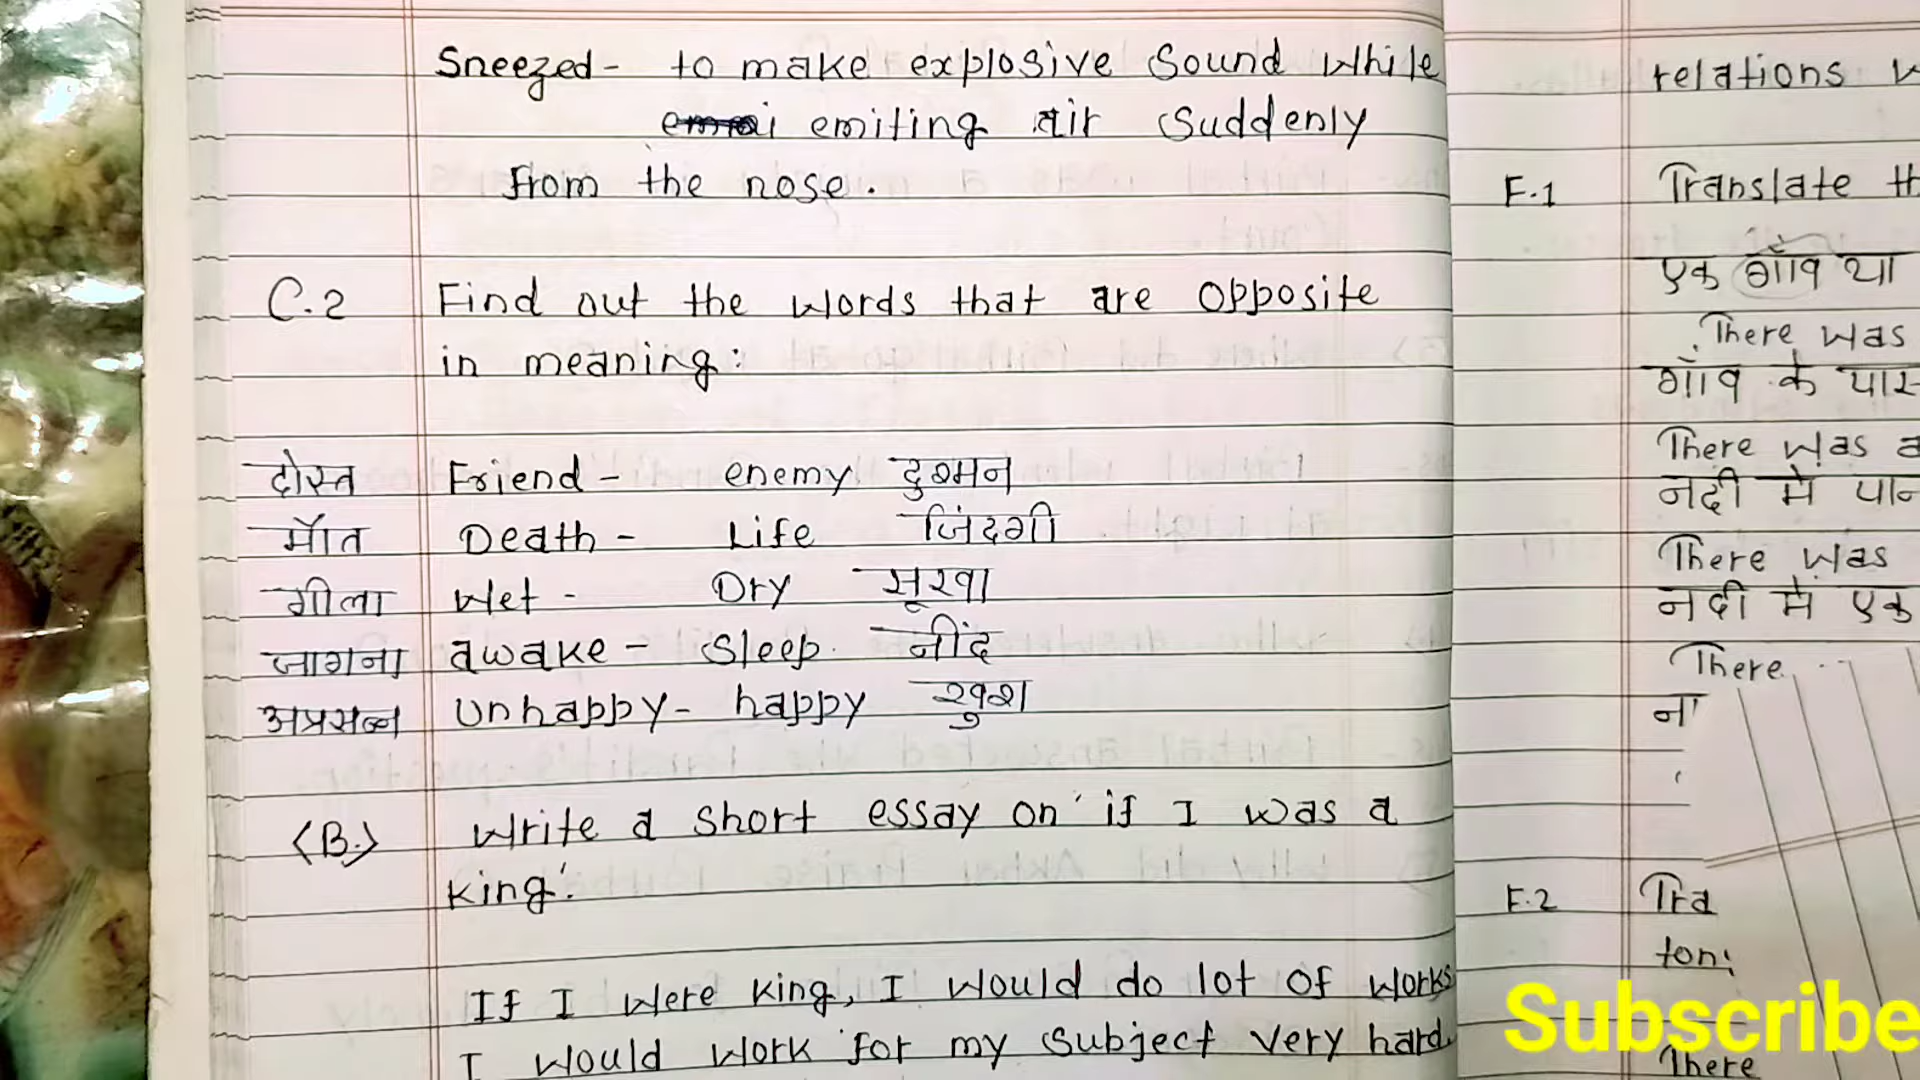 Sneezed - to make explosive Sound while
emiting air Suddenly
from the nose.
C.2 Find out the words that are opposite
in meaning:
दोस्त Friend - enemy दुश्मन
मौत Death - Life जिंदगी
गीला Wet - Dry सूखा
जागना awake - Sleep. नींद
अप्रसन्न Unhappy - happy खुश
<B.> Write a short essay on 'if I was a
king'.
If I were king, I would do lot of works
I would work for my Subject very hard.
relations
F.1 Translate
एक गाँव था
There was
गाँव के पास
There was a
नदी में
There was
नदी में एक
There
F.2
There
Subscribe